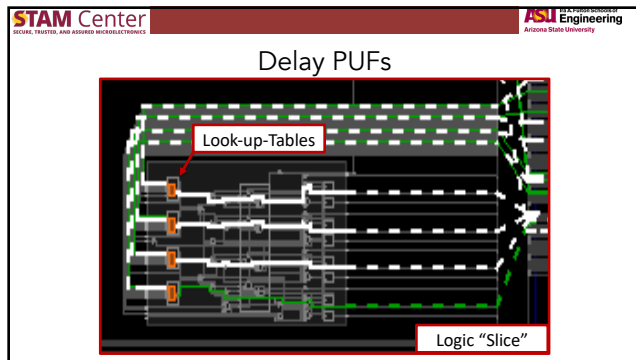 STAM Center
SECURE, TRUSTED, AND ASSURED MICROELECTRONICS
ASU Ira A. Fulton Schools of
Engineering
Arizona State University
Delay PUFs
Look-up-Tables
Logic “Slice”